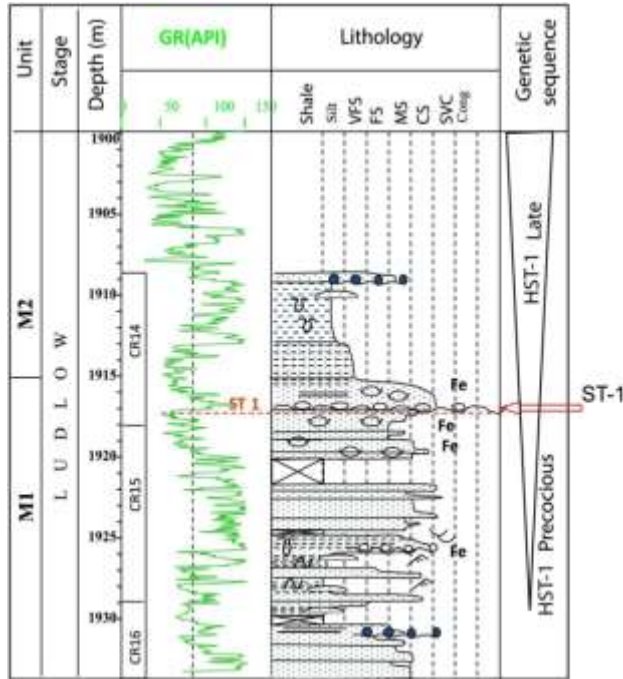 Unit
Stage
Depth (m)
GR(API)
Lithology
Genetic sequence
50
100
150
Shale
Silt
VFS
FS
MS
CS
SVC
Cong
1900
1905
1910
1915
1920
1925
1930
M2
M1
L U D L O W
CR14
CR15
CR16
ST 1
Fe
Fe
Fe
Fe
ST-1
HST-1 Late
HST-1 Precocious